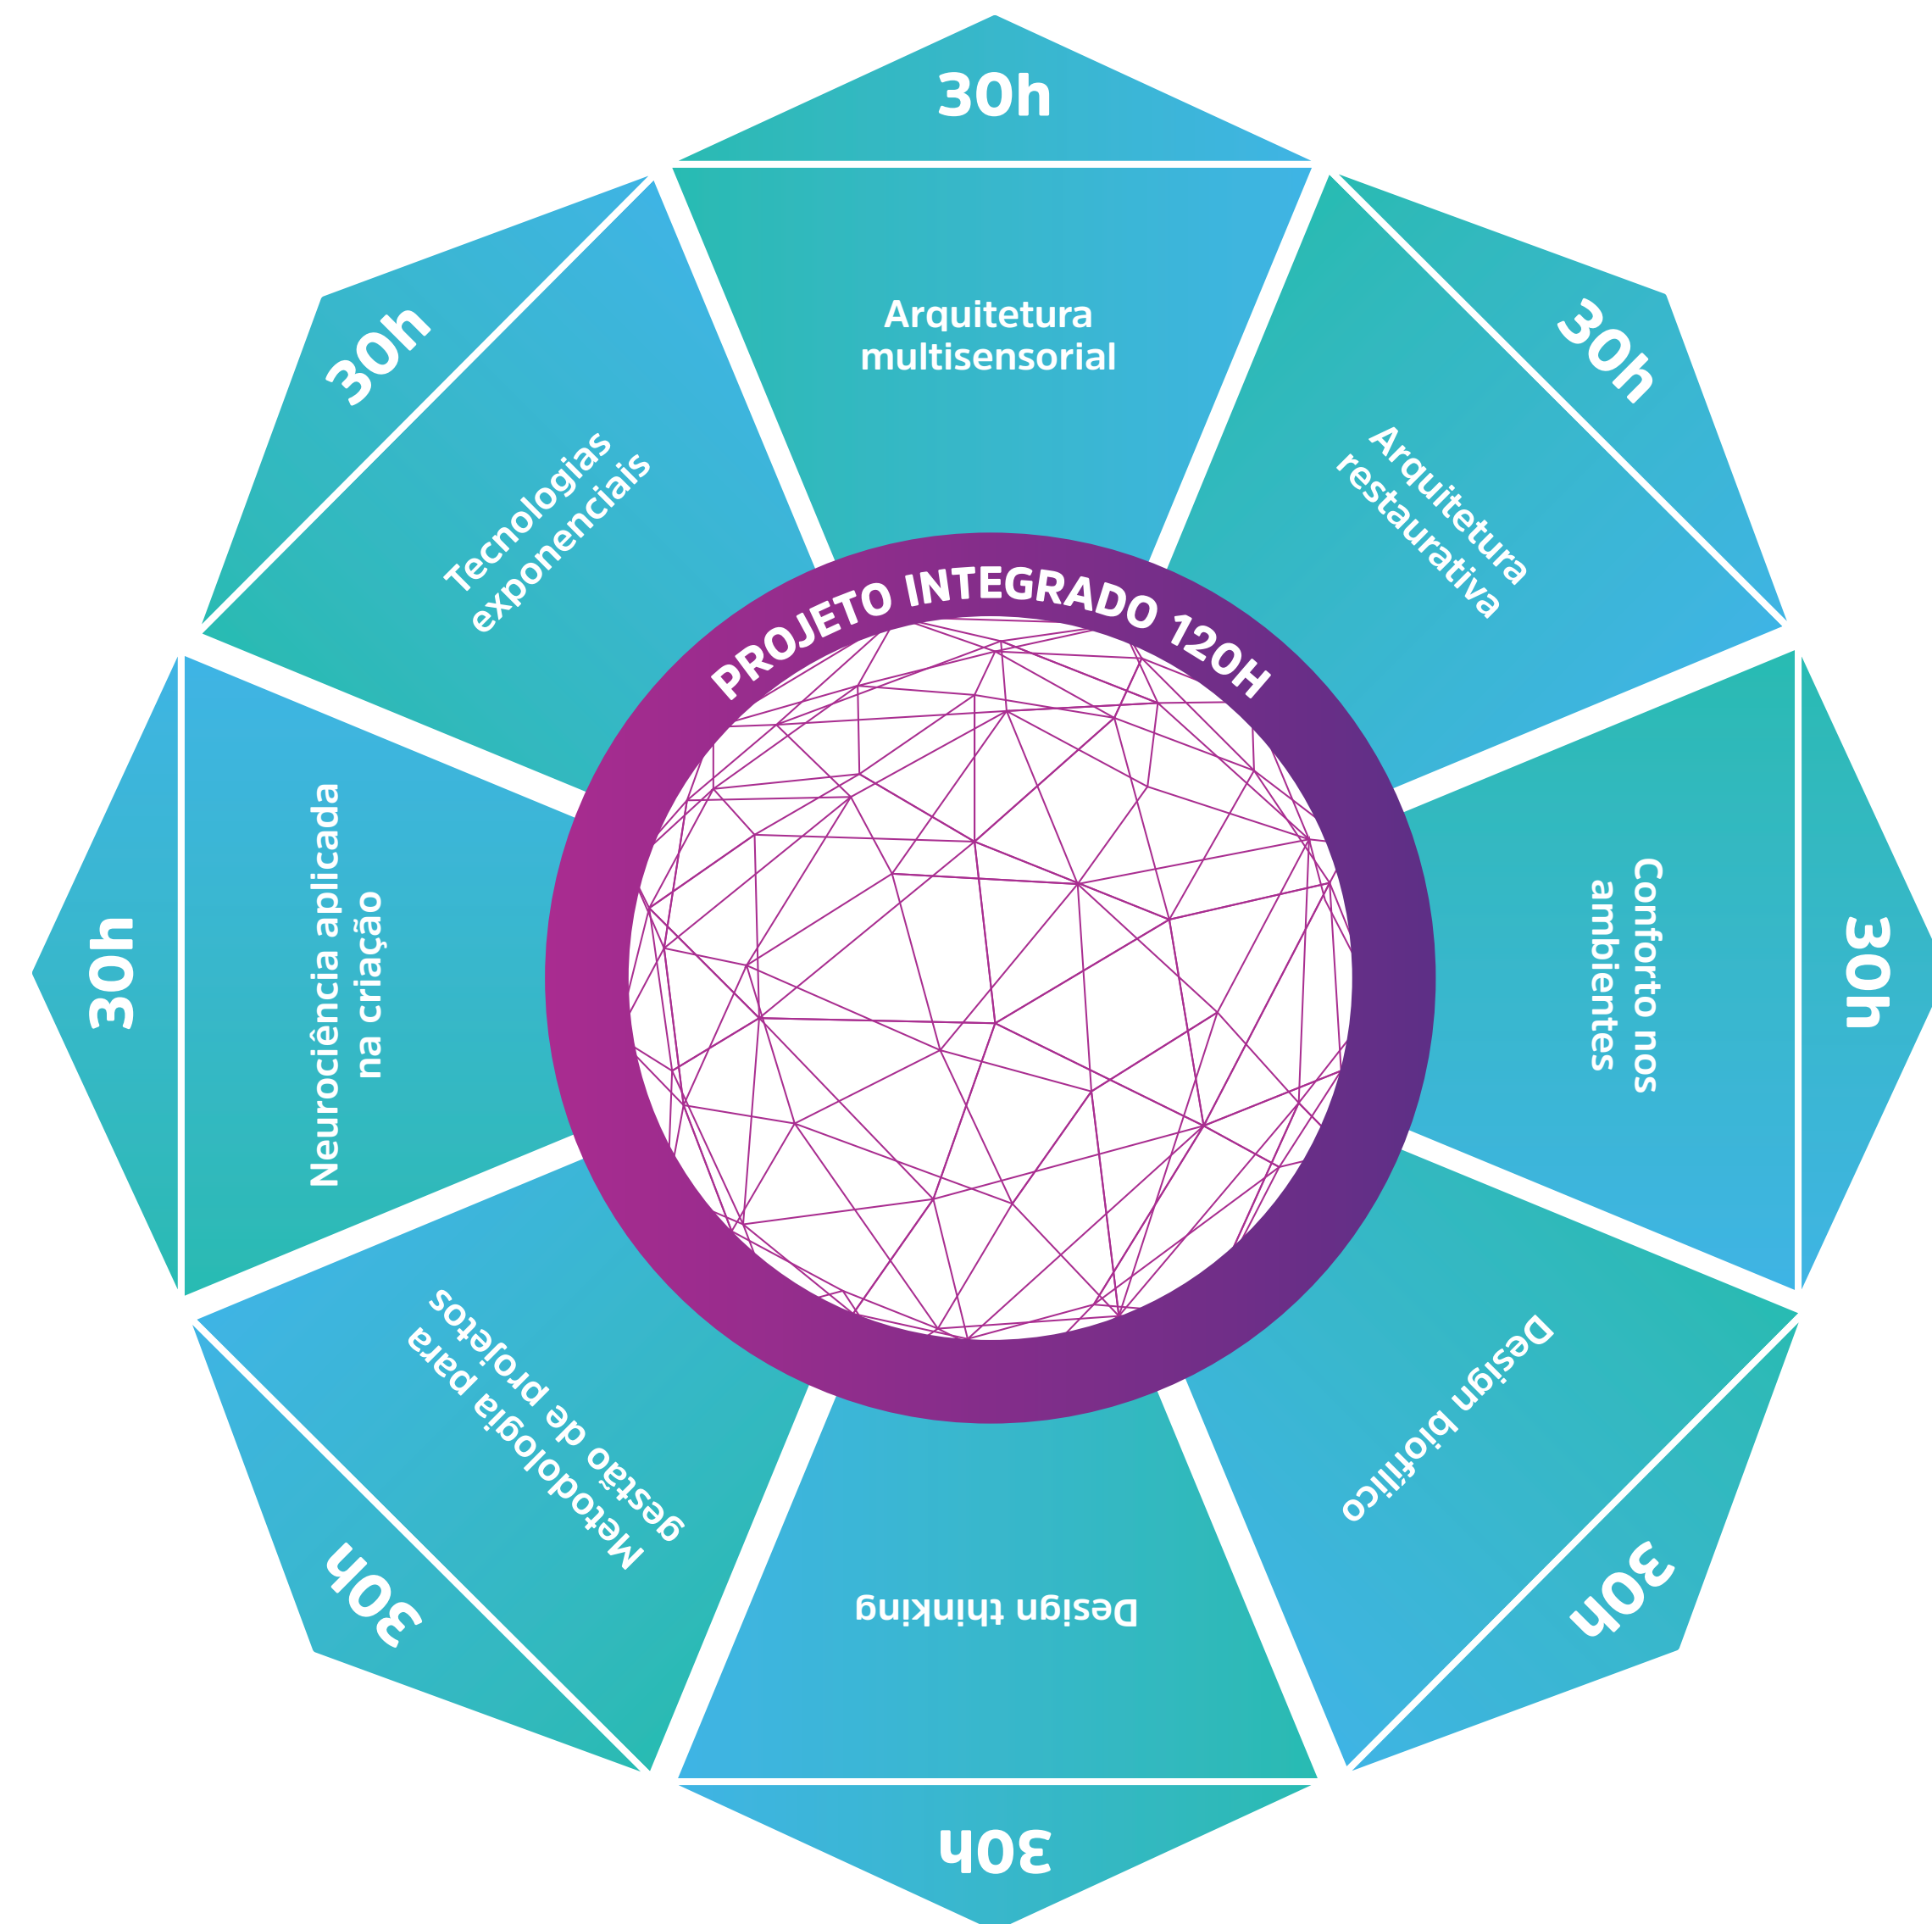 30h
Arquitetura
multisensorial
30h
Arquitetura
restaurativa
30h
Conforto nos
ambientes
30h
Design biofílico
30h
Design thinking
30h
Metodologia para
gestão de projetos
30h
Neurociência aplicada
na criação
30h
Tecnologias
exponenciais
PROJETO INTEGRADO 120H